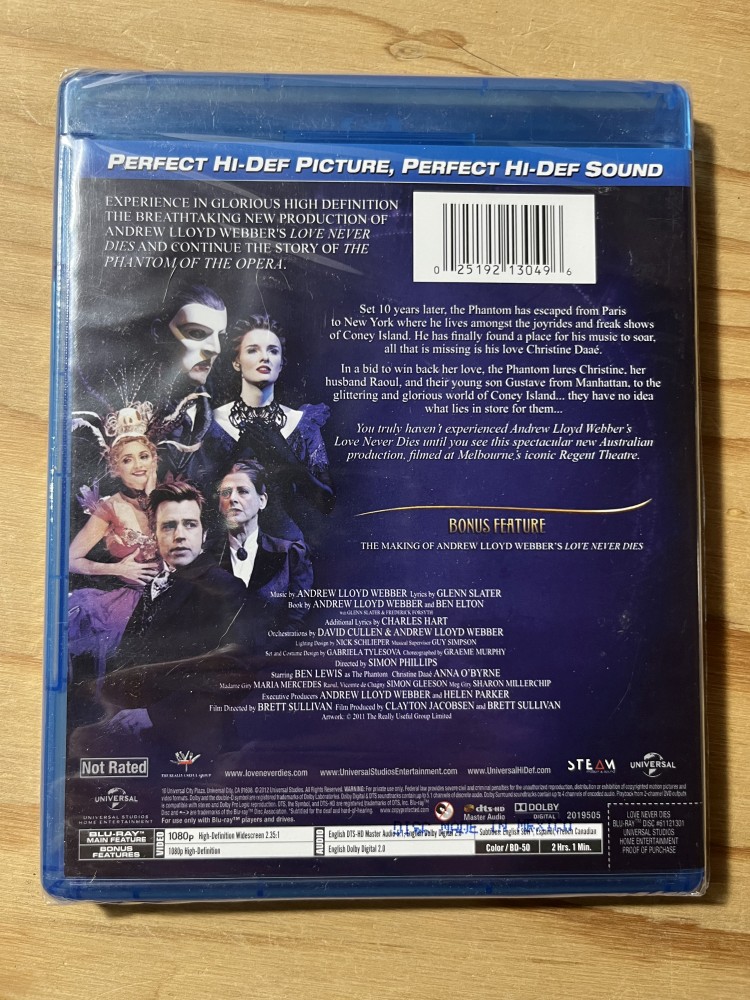 PERFECT HI-DEF PICTURE, PERFECT HI-DEF SOUND
EXPERIENCE IN GLORIOUS HIGH DEFINITION
THE BREATHTAKING NEW PRODUCTION OF
ANDREW LLOYD WEBBER'S LOVE NEVER
DIES AND CONTINUE THE STORY OF THE
PHANTOM OF THE OPERA.
0 25192 13049 6
Set 10 years later, the Phantom has escaped from Paris
to New York where he lives amongst the joyrides and freak shows
of Coney Island. He has finally found a place for his music to soar,
all that is missing is his love Christine Daaé.
In a bid to win back her love, the Phantom lures Christine, her
husband Raoul, and their young son Gustave from Manhattan, to the
glittering and glorious world of Coney Island... they have no idea
what lies in store for them...
You truly haven't experienced Andrew Lloyd Webber's
Love Never Dies until you see this spectacular new Australian
production, filmed at Melbourne's iconic Regent Theatre.
BONUS FEATURE
THE MAKING OF ANDREW LLOYD WEBBER'S LOVE NEVER DIES
Music by ANDREW LLOYD WEBBER Lyrics by GLENN SLATER
Book by ANDREW LLOYD WEBBER and BEN ELTON
with GLENN SLATER & FREDERICK FORSYTH
Additional Lyrics by CHARLES HART
Orchestrations by DAVID CULLEN & ANDREW LLOYD WEBBER
Lighting Design by NICK SCHLIEPER Musical Supervisor GUY SIMPSON
Set and Costume Design by GABRIELA TYLESOVA Choreographed by GRAEME MURPHY
Directed by SIMON PHILLIPS
Starring BEN LEWIS as The Phantom Christine Daaé ANNA O'BYRNE
Madame Giry MARIA MERCEDES Raoul, Vicomte de Chagny SIMON GLEESON Meg Giry SHARON MILLERCHIP
Executive Producers ANDREW LLOYD WEBBER and HELEN PARKER
Film Directed by BRETT SULLIVAN Film Produced by CLAYTON JACOBSEN and BRETT SULLIVAN
Artwork: © 2011 The Really Useful Group Limited
Not Rated
THE REALLY USEFUL GROUP
www.loveneverdies.com
www.UniversalStudiosEntertainment.com
www.UniversalHiDef.com
STEAM
UNIVERSAL
UNIVERSAL
UNIVERSAL STUDIOS
HOME ENTERTAINMENT
For use only with Blu-ray™ players and drives.
dts-HD
Master Audio
DOLBY
DIGITAL
2019505
LOVE NEVER DIES
BLU-RAY™ DISC #61121301
UNIVERSAL STUDIOS
HOME ENTERTAINMENT
PROOF OF PURCHASE
BLU-RAY™
MAIN FEATURE
BONUS
FEATURES
VIDEO
1080p High-Definition Widescreen 2.35:1
1080p High-Definition
AUDIO
English DTS-HD Master Audio
English Dolby Digital 2.0
Color/BD-50
2 Hrs. 1 Min.